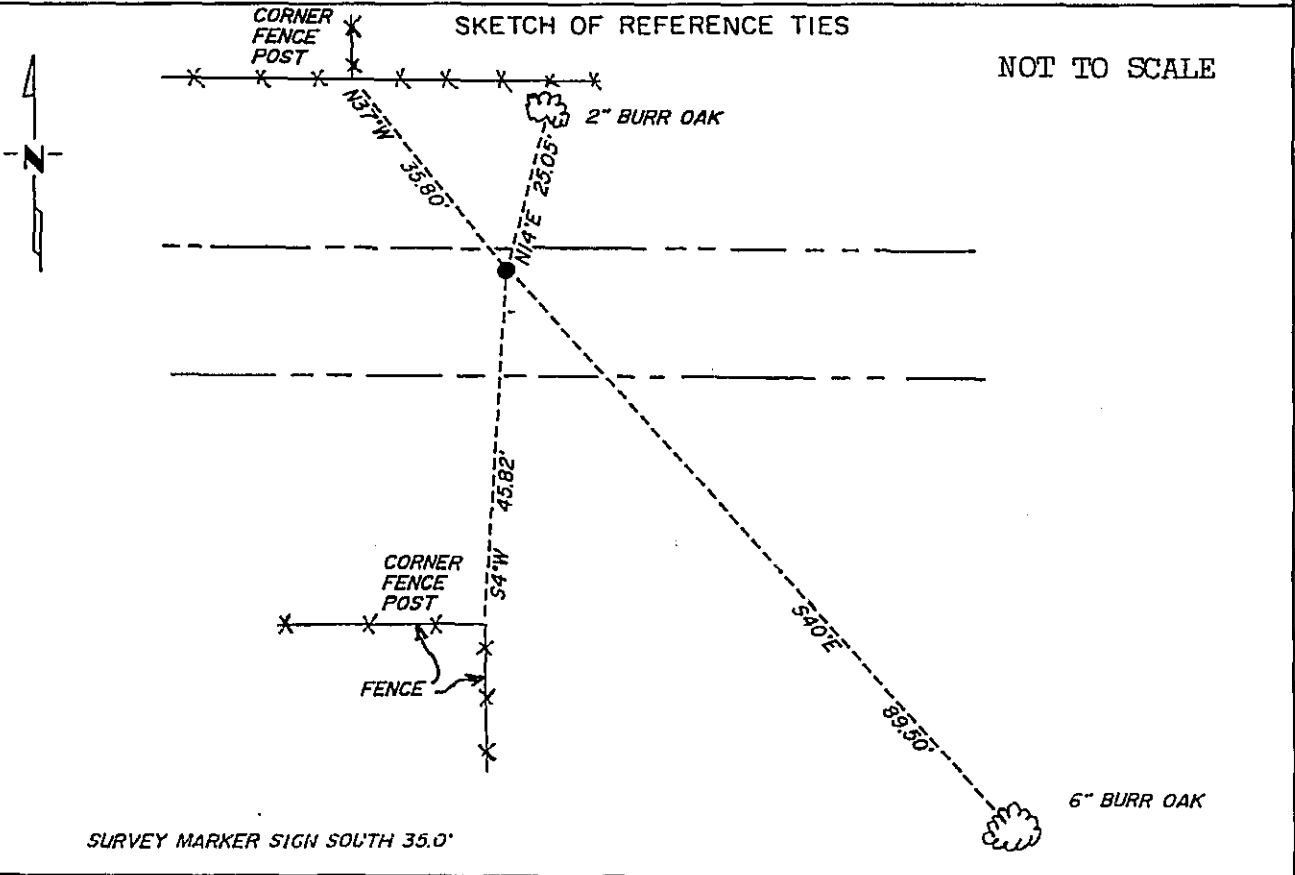 SKETCH OF REFERENCE TIES
NOT TO SCALE
CORNER
FENCE
POST
2" BURR OAK
N
N37°W 35.80'
N14°E 25.05'
S4°W 45.82'
CORNER
FENCE
POST
FENCE
S40°E 89.50'
6" BURR OAK
SURVEY MARKER SIGN SOUTH 35.0'